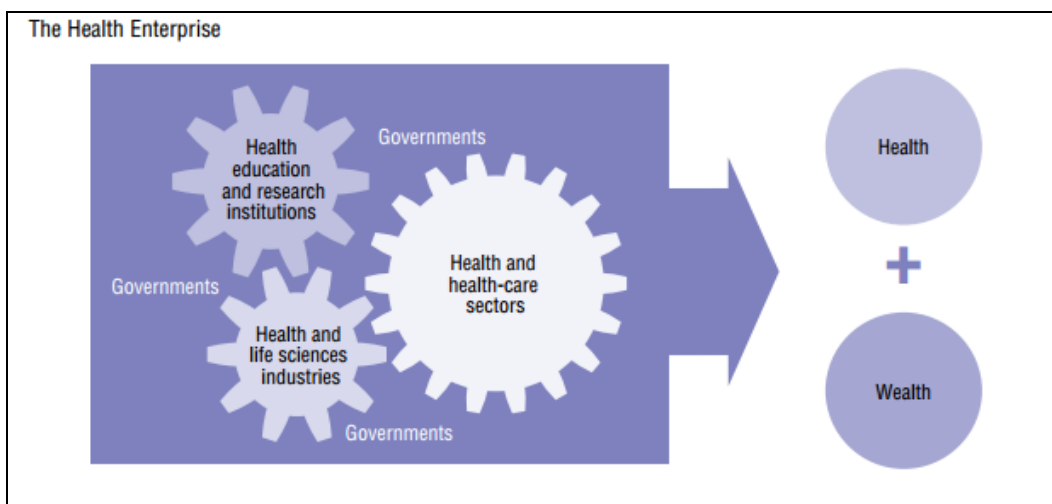 The Health Enterprise
Governments
Health
education
and research
institutions
Health
Health and
health-care
sectors
+
Governments
Health and
life sciences
industries
Wealth
Governments